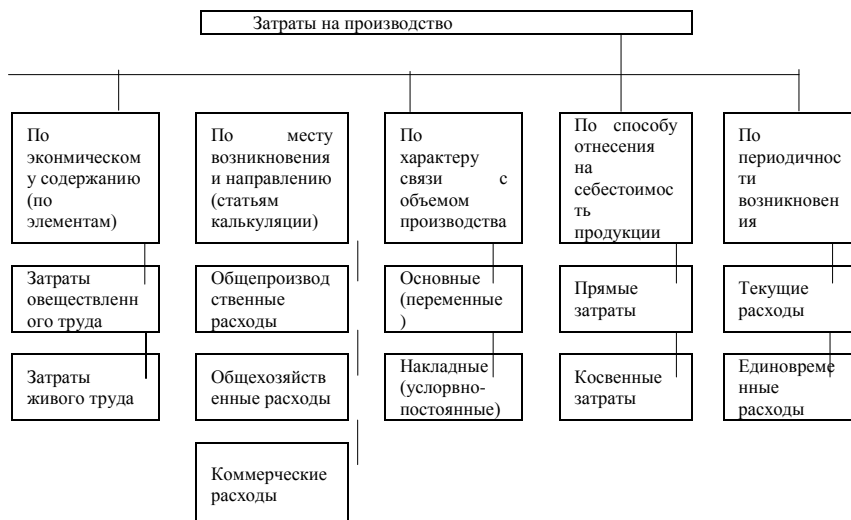 Затраты на производство
По
экономическом
у содержанию
(по
элементам)
По месту
возникновения
и направлению
(статьям
калькуляции)
По
характеру
связи с
объемом
производства
По способу
отнесения
на
себестоимос
ть
продукции
По
периодичнос
ти
возникновен
ия
Затраты
овеществленн
ого труда
Общепроизвод
ственные
расходы
Основные
(переменные
)
Прямые
затраты
Текущие
расходы
Затраты
живого труда
Общехозяйств
енные расходы
Накладные
(услорвно-
постоянные)
Косвенные
затраты
Единовреме
нные
расходы
Коммерческие
расходы